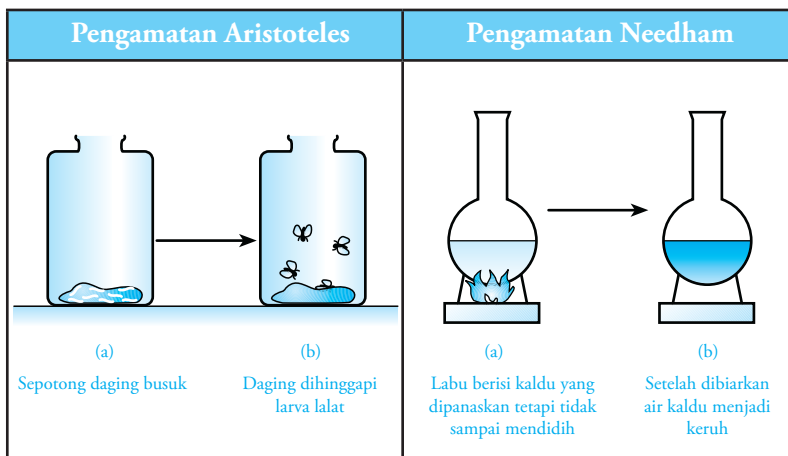 Pengamatan Aristoteles
Pengamatan Needham
(a)
Sepotong daging busuk
(b)
Daging dihinggapi
larva lalat
(a)
Labu berisi kaldu yang
dipanaskan tetapi tidak
sampai mendidih
(b)
Setelah dibiarkan
air kaldu menjadi
keruh